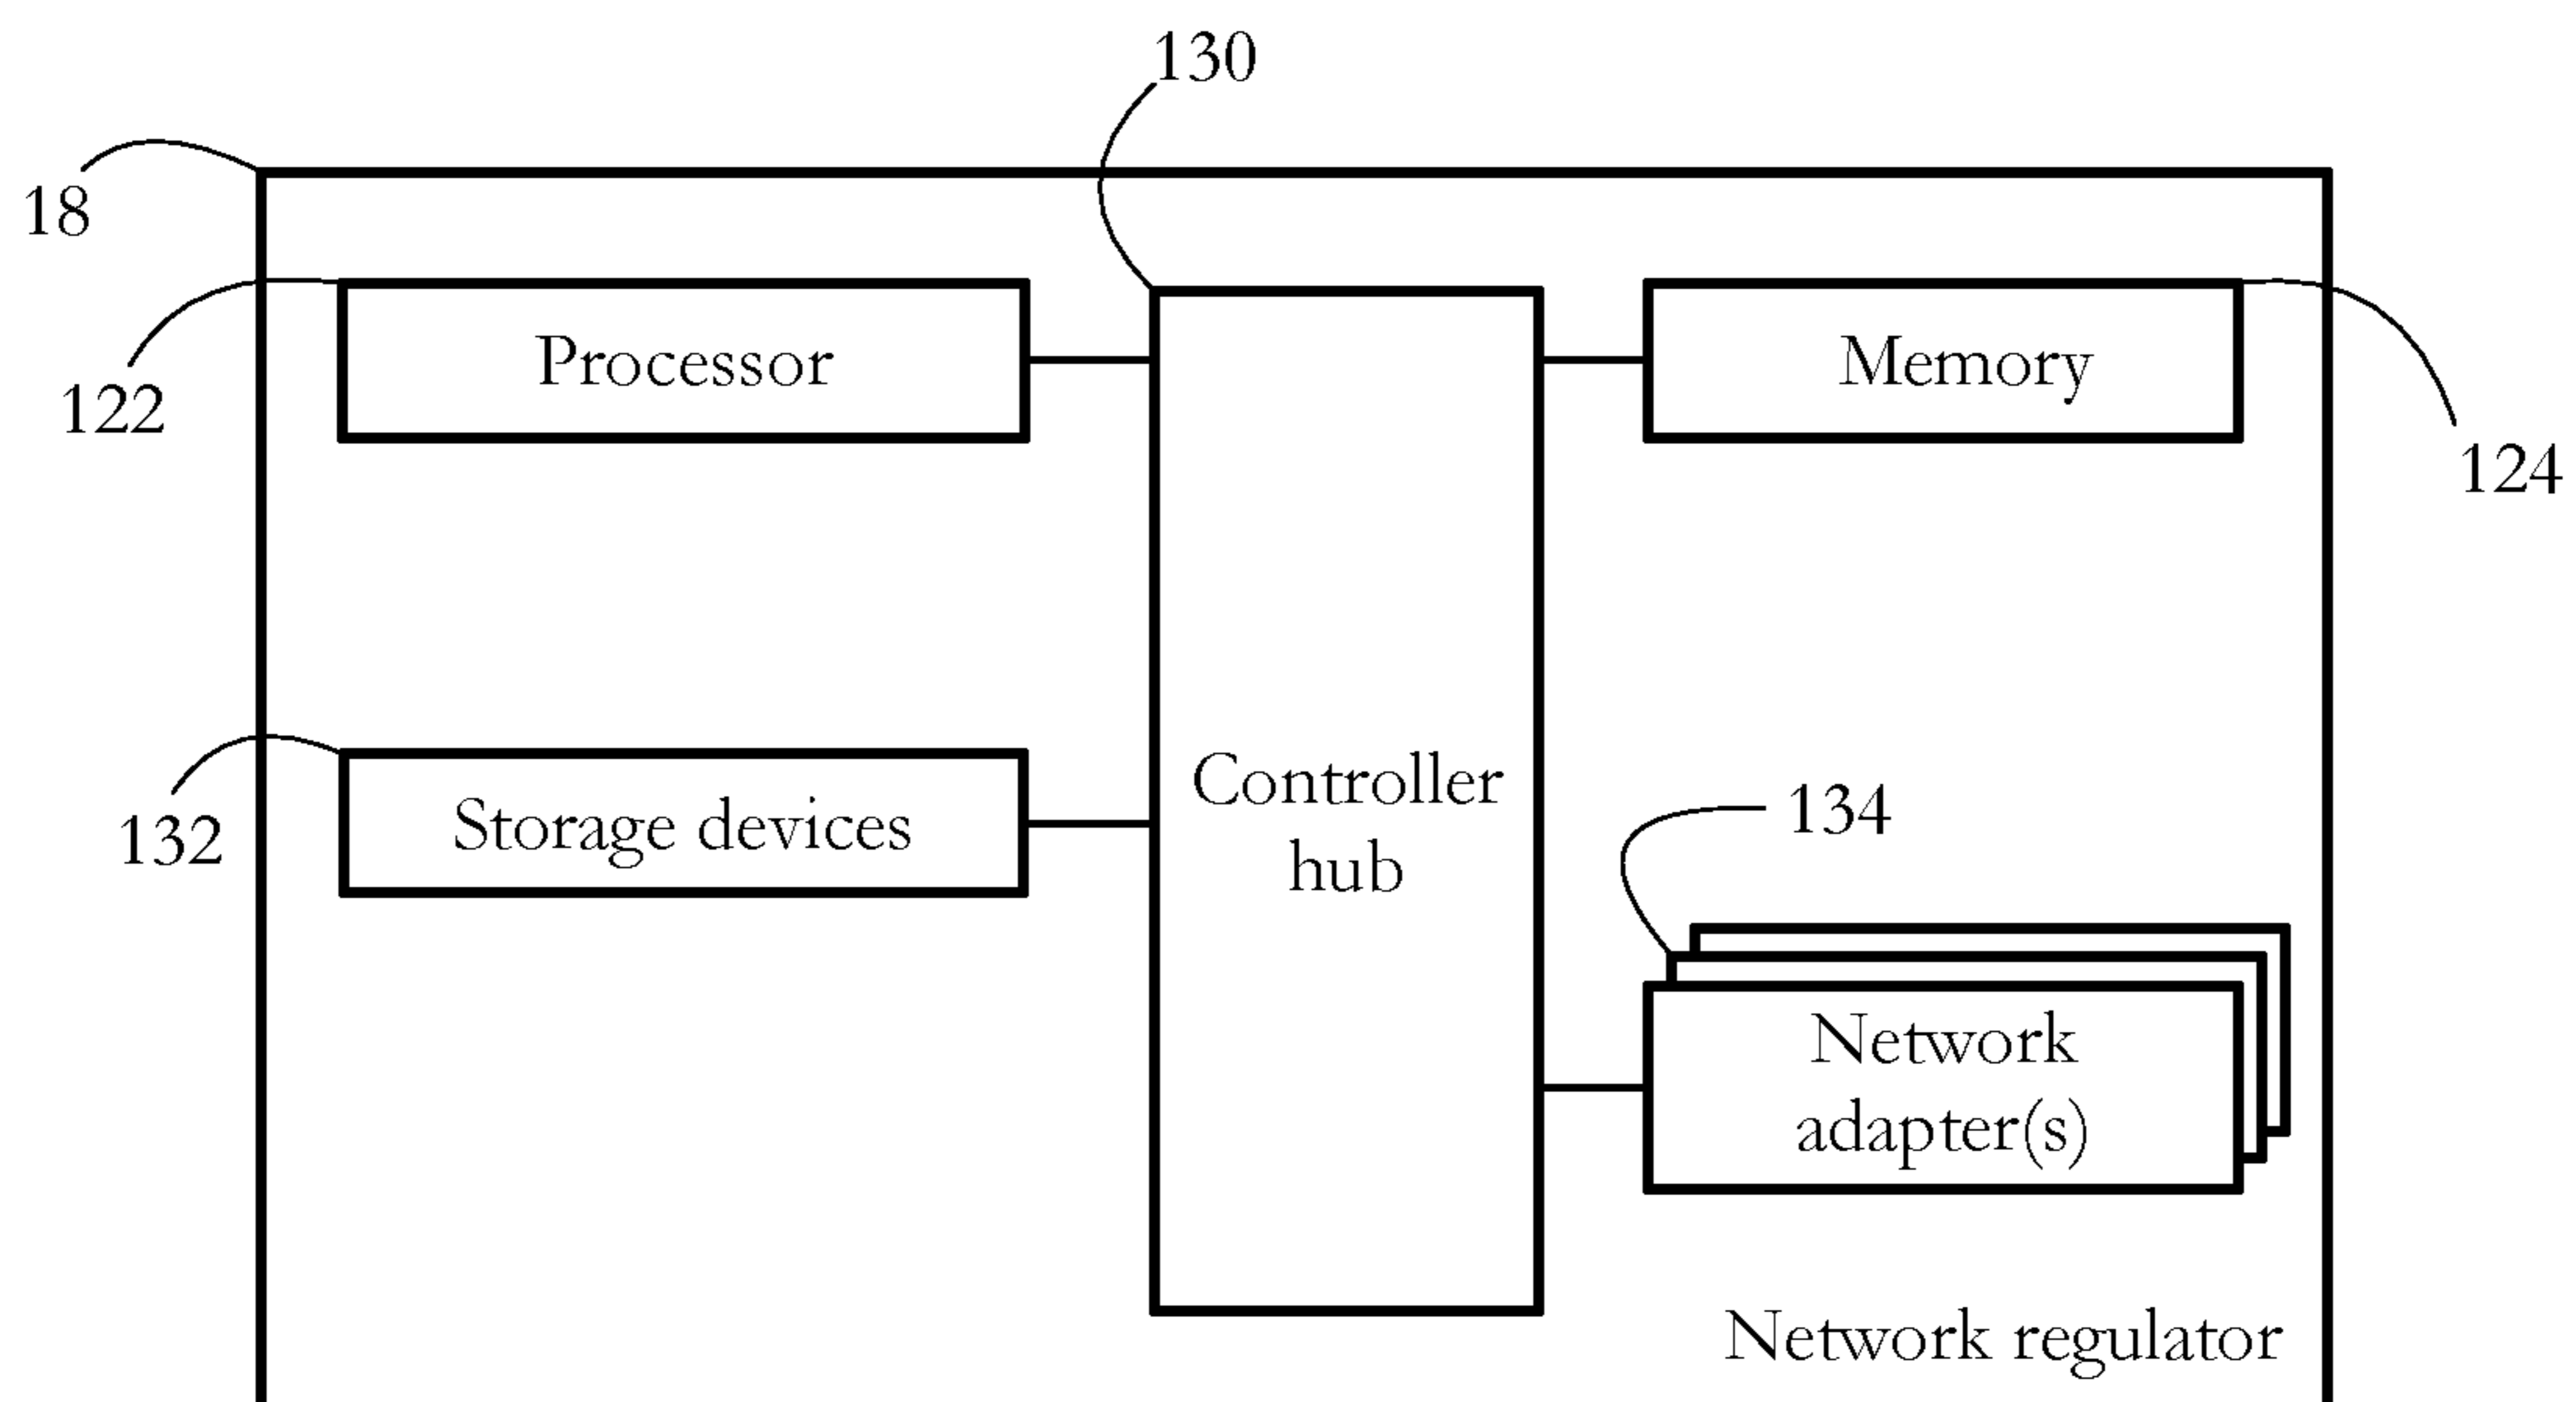 130
18
Processor
Memory
122
124
Storage devices
Controller
hub
132
134
Network
adapter(s)
Network regulator